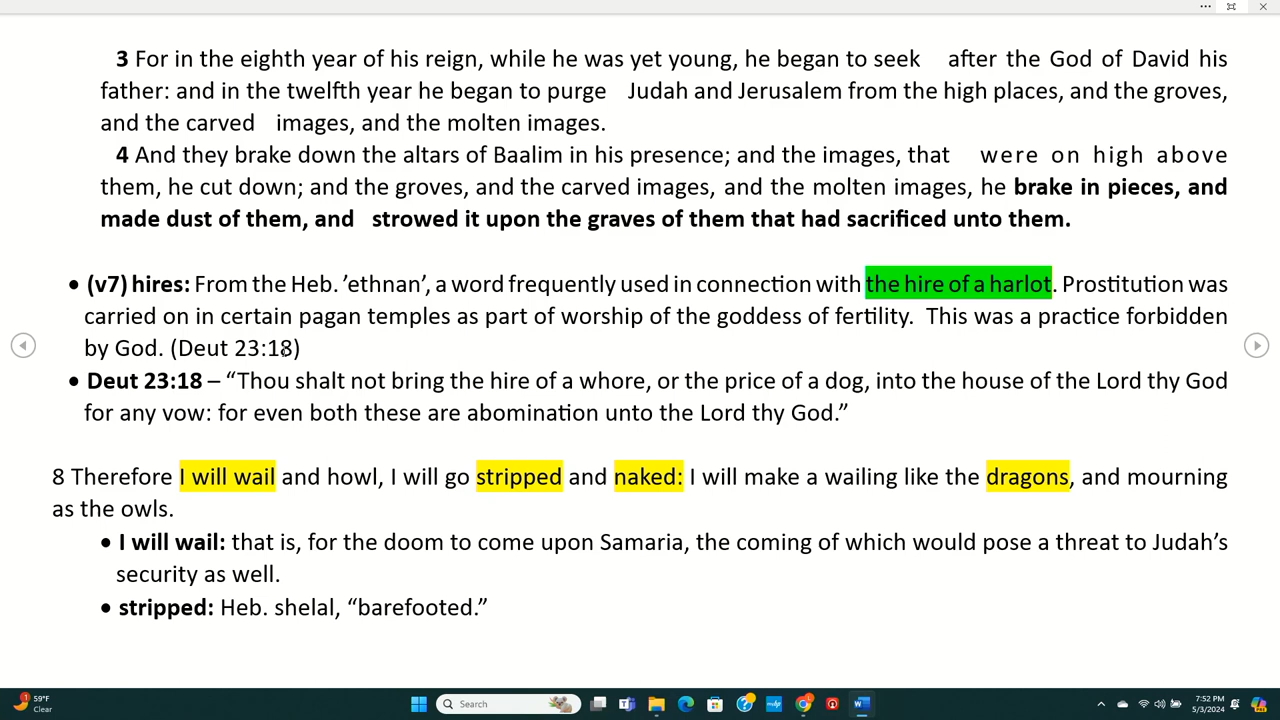 3 For in the eighth year of his reign, while he was yet young, he began to seek after the God of David his
father: and in the twelfth year he began to purge Judah and Jerusalem from the high places, and the groves,
and the carved images, and the molten images.
4 And they brake down the altars of Baalim in his presence; and the images, that were on high above
them, he cut down; and the groves, and the carved images, and the molten images, he brake in pieces, and
made dust of them, and strowed it upon the graves of them that had sacrificed unto them.
• (v7) hires: From the Heb. ’ethnan’, a word frequently used in connection with the hire of a harlot. Prostitution was
carried on in certain pagan temples as part of worship of the goddess of fertility. This was a practice forbidden
by God. (Deut 23:18)
• Deut 23:18 – “Thou shalt not bring the hire of a whore, or the price of a dog, into the house of the Lord thy God
for any vow: for even both these are abomination unto the Lord thy God.”
8 Therefore I will wail and howl, I will go stripped and naked: I will make a wailing like the dragons, and mourning
as the owls.
• I will wail: that is, for the doom to come upon Samaria, the coming of which would pose a threat to Judah’s
security as well.
• stripped: Heb. shelal, “barefooted.”
1
59°F
Clear
Search
7:52 PM
5/3/2024